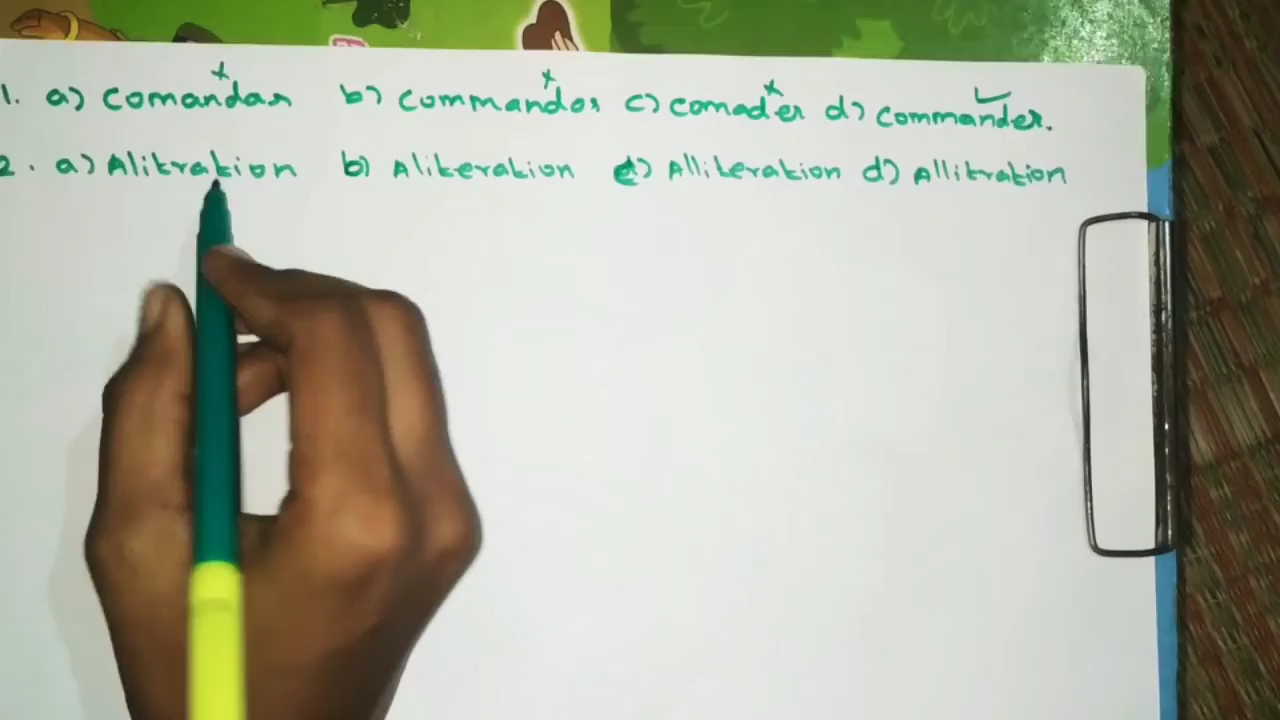 1. a) comandar b) commandor c) comader d) commander.
2. a) Alitration b) Aliteration c) Alliteration d) Allitration